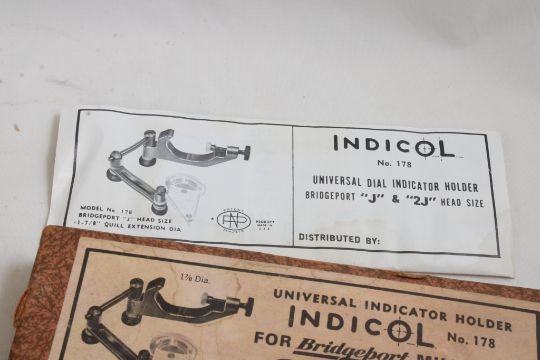 MODEL No. 178
BRIDGEPORT "J" HEAD SIZE
1-7/8" QUILL EXTENSION DIA.
PRODUCT
MADE IN
U.S.A.
INDICOL
No. 178
UNIVERSAL DIAL INDICATOR HOLDER
BRIDGEPORT "J" & "2J" HEAD SIZE
DISTRIBUTED BY:
1⅞ Dia.
UNIVERSAL INDICATOR HOLDER
INDICOL No. 178
FOR Bridgeport